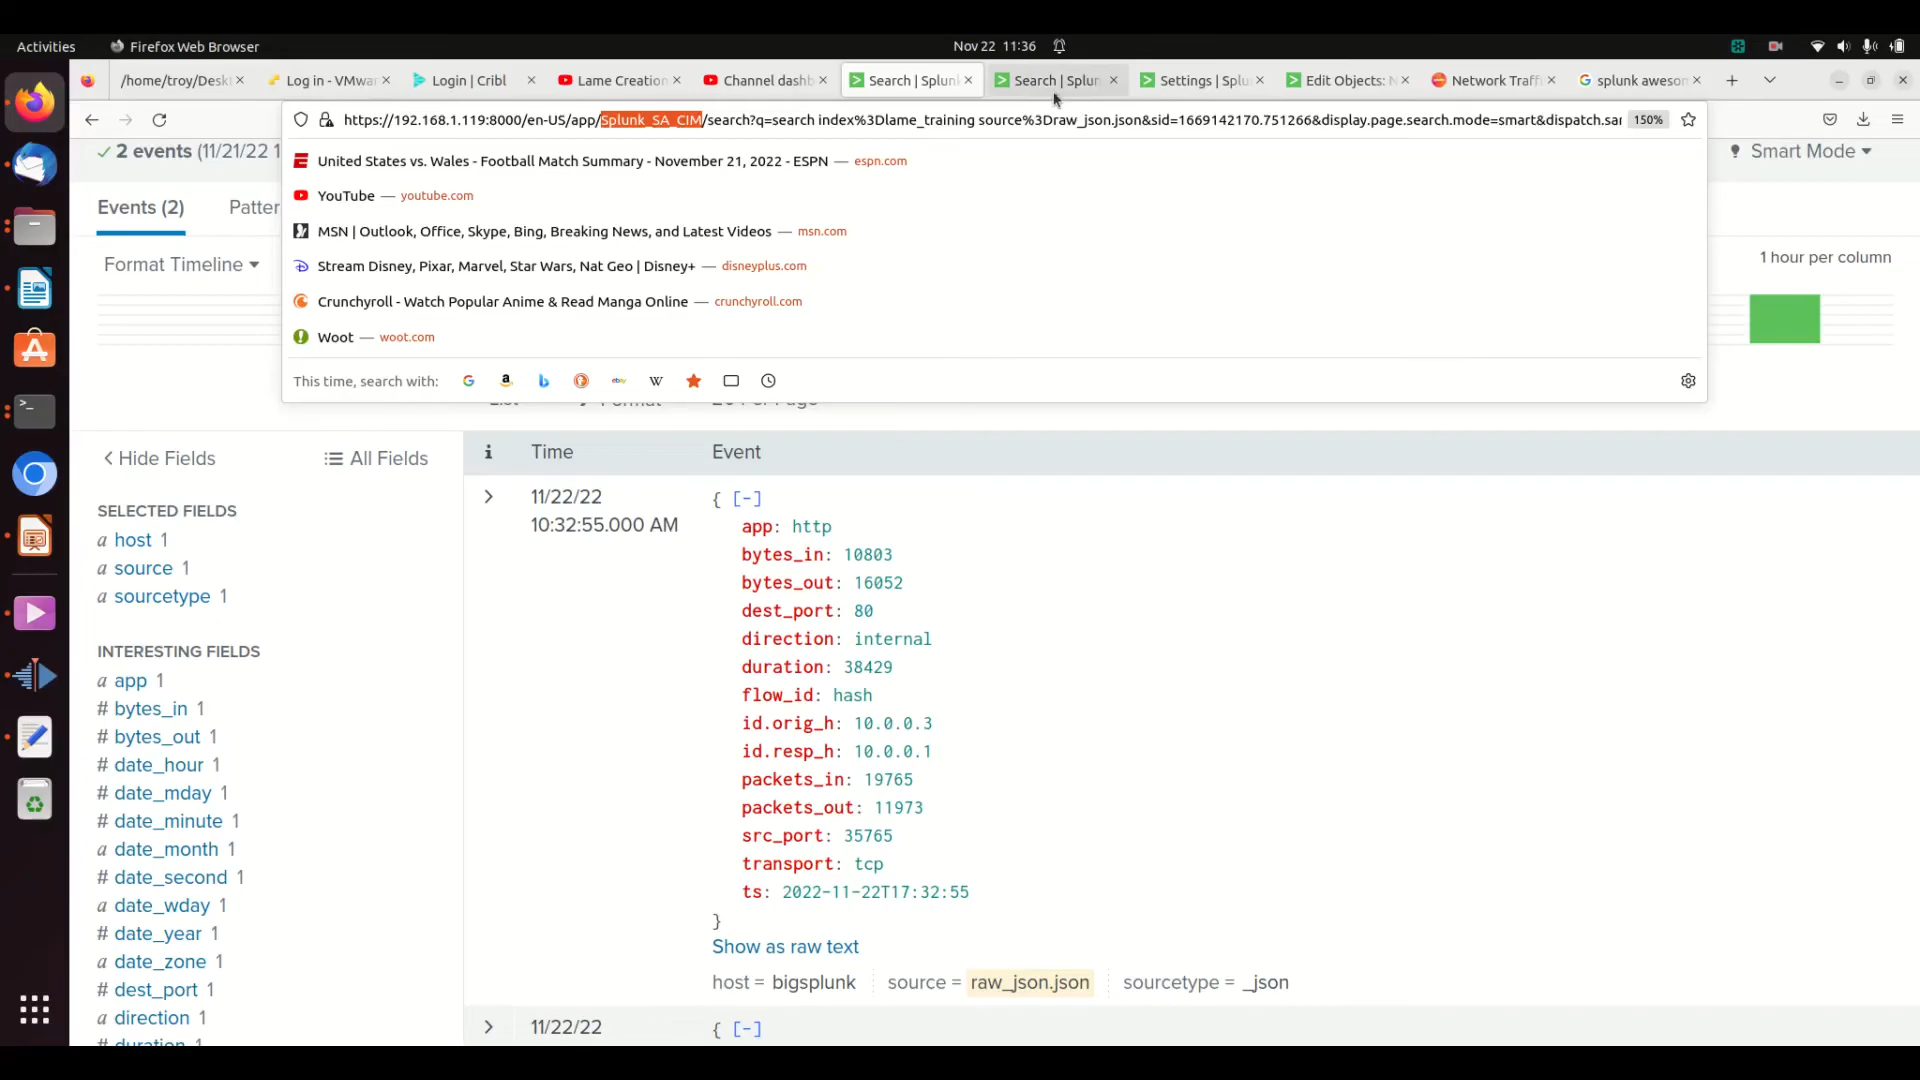 Activities
Firefox Web Browser
Nov 22 11:36
/home/troy/Desk
Log in - VMwar
Login | Cribl
Lame Creation
Channel dashb
Search | Splunk
Search | Splun
Settings | Splu
Edit Objects: N
Network Traffi
splunk aweson
https://192.168.1.119:8000/en-US/app/Splunk_SA_CIM/search?q=search index%3Dlame_training source%3Draw_json.json&sid=1669142170.751266&display.page.search.mode=smart&dispatch.sar
150%
2 events (11/21/22 1
Smart Mode
United States vs. Wales - Football Match Summary - November 21, 2022 - ESPN — espn.com
YouTube — youtube.com
MSN | Outlook, Office, Skype, Bing, Breaking News, and Latest Videos — msn.com
Stream Disney, Pixar, Marvel, Star Wars, Nat Geo | Disney+ — disneyplus.com
Crunchyroll - Watch Popular Anime & Read Manga Online — crunchyroll.com
Woot — woot.com
This time, search with:
Events (2)
Patter
Format Timeline
1 hour per column
Hide Fields
All Fields
SELECTED FIELDS
a host 1
a source 1
a sourcetype 1
INTERESTING FIELDS
a app 1
# bytes_in 1
# bytes_out 1
# date_hour 1
# date_mday 1
# date_minute 1
a date_month 1
# date_second 1
a date_wday 1
# date_year 1
a date_zone 1
# dest_port 1
a direction 1
# duration 1
i
Time
Event
11/22/22
10:32:55.000 AM
{ [-]
app: http
bytes_in: 10803
bytes_out: 16052
dest_port: 80
direction: internal
duration: 38429
flow_id: hash
id.orig_h: 10.0.0.3
id.resp_h: 10.0.0.1
packets_in: 19765
packets_out: 11973
src_port: 35765
transport: tcp
ts: 2022-11-22T17:32:55
}
Show as raw text
host = bigsplunk
source = raw_json.json
sourcetype = _json
11/22/22
{ [-]